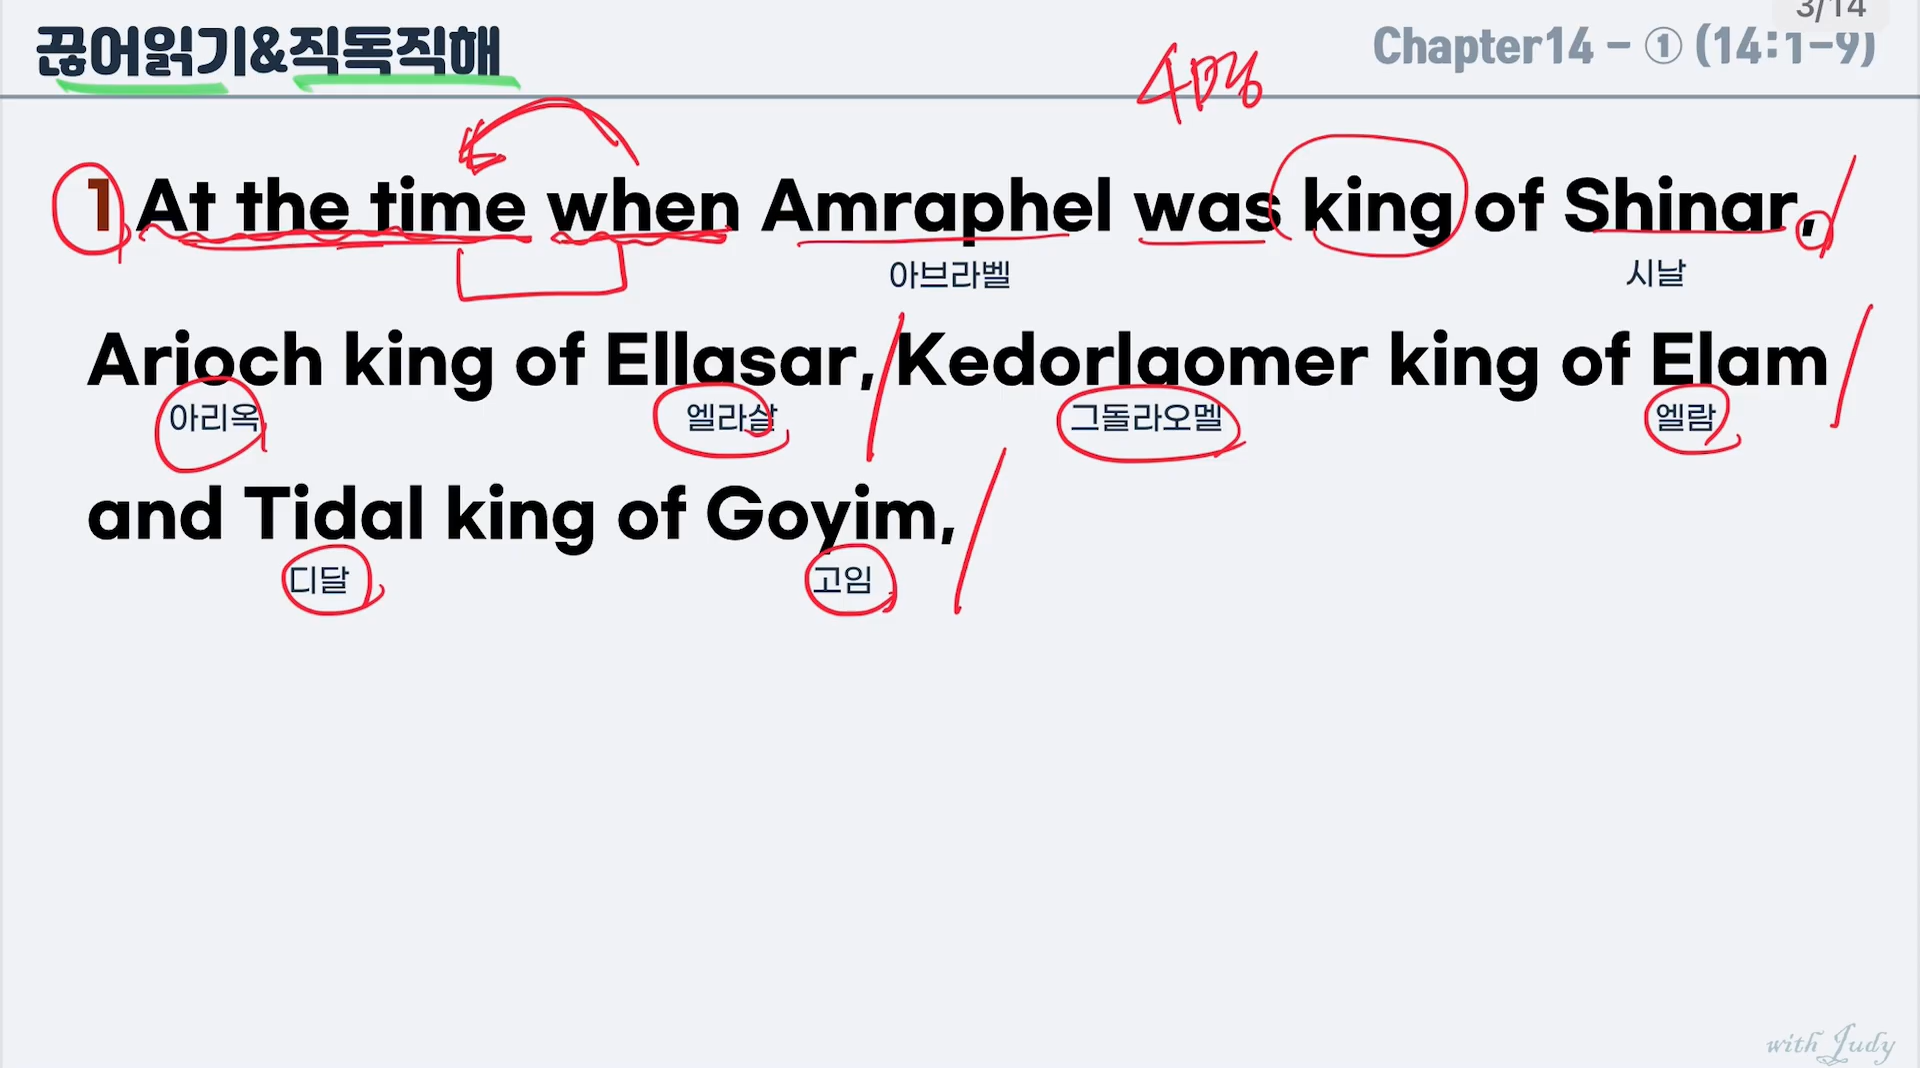 3/14
끊어읽기&직독직해
Chapter14 - ① (14:1-9)
4명
1 At the time when Amraphel was king of Shinar,
아브라벨 시날
Arioch king of Ellasar, Kedorlaomer king of Elam
아리옥 엘라살 그돌라오멜 엘람
and Tidal king of Goyim,
디달 고임
with Judy